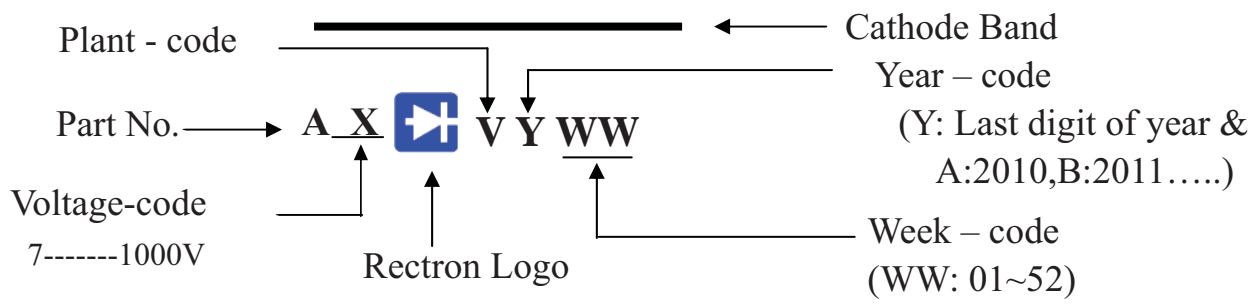 Cathode Band
Plant - code
Year – code
(Y: Last digit of year &
A:2010,B:2011…..)
Part No.
A X V Y WW
Voltage-code
7-------1000V
Rectron Logo
Week – code
(WW: 01~52)